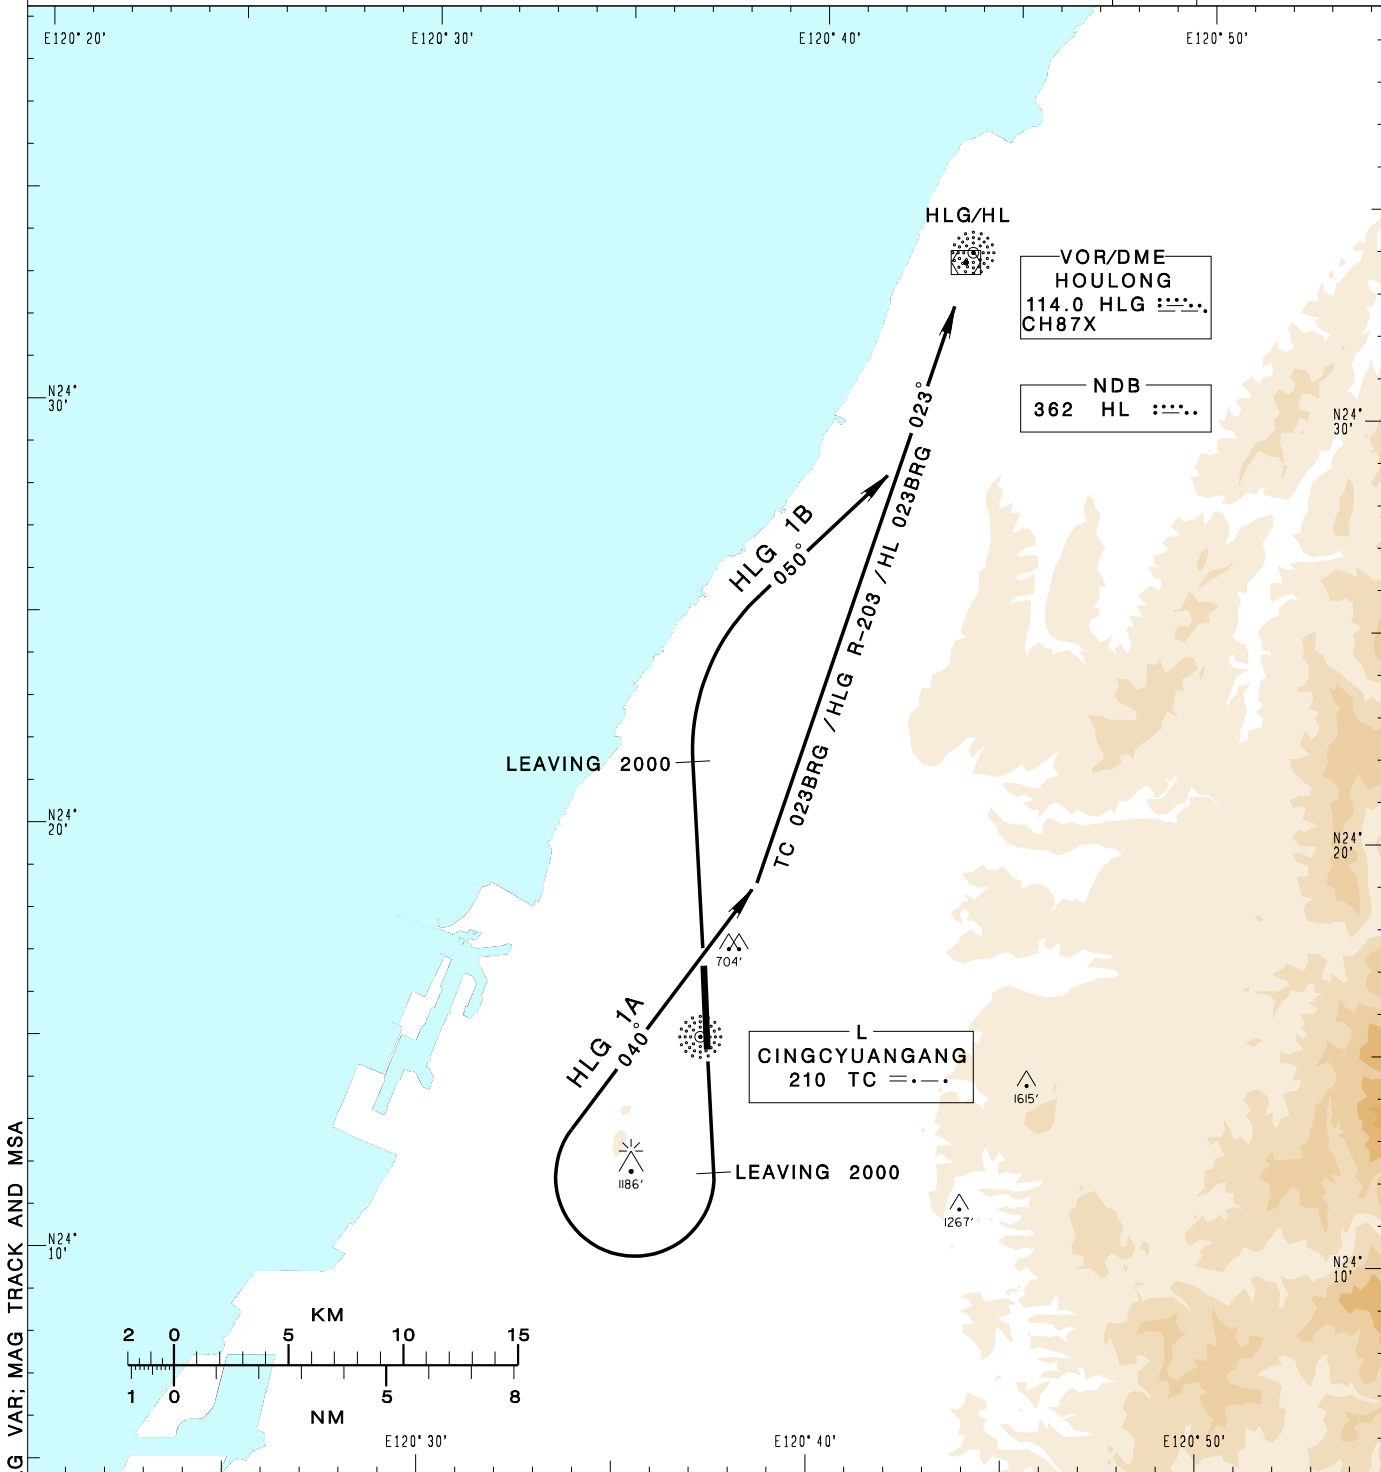 E120°20'
E120°30'
E120°40'
E120°50'
HLG/HL
VOR/DME
HOULONG
114.0 HLG
CH87X
NDB
362 HL
N24°
30'
N24°
30'
023°
HLG 1B
050°
TC 023BRG /HLG R-203 /HL 023BRG
LEAVING 2000
N24°
20'
N24°
20'
704'
HLG 1A
040°
L
CINGCYUANGANG
210 TC
1615'
1186'
LEAVING 2000
1267'
N24°
10'
N24°
10'
G VAR; MAG TRACK AND MSA
KM
2 0 5 10 15
1 0 5 8
NM
E120°30'
E120°40'
E120°50'